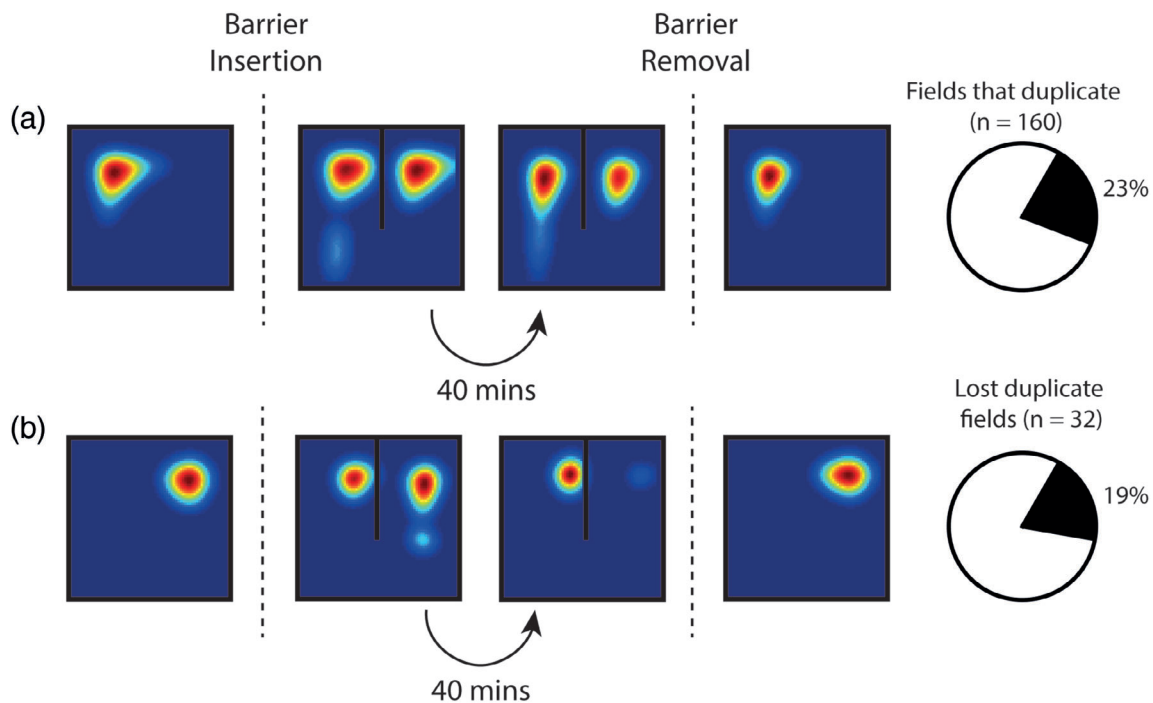 Barrier
Insertion
Barrier
Removal
(a)
Fields that duplicate
(n = 160)
23%
40 mins
(b)
Lost duplicate
fields (n = 32)
19%
40 mins